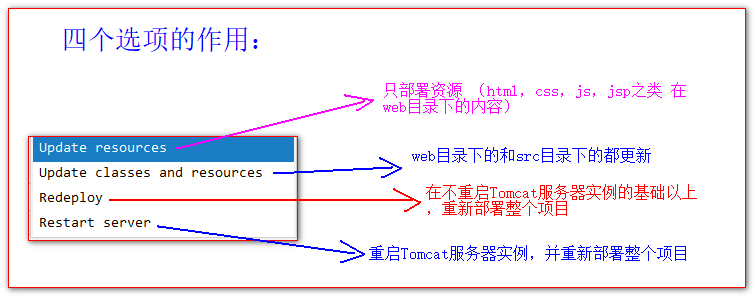 四个选项的作用：
只部署资源 （html，css，js，jsp之类 在
web目录下的内容）
Update resources
Update classes and resources
web目录下的和src目录下的都更新
Redeploy
在不重启Tomcat服务器实例的基础以上
，重新部署整个项目
Restart server
重启Tomcat服务器实例，并重新部署整个项目